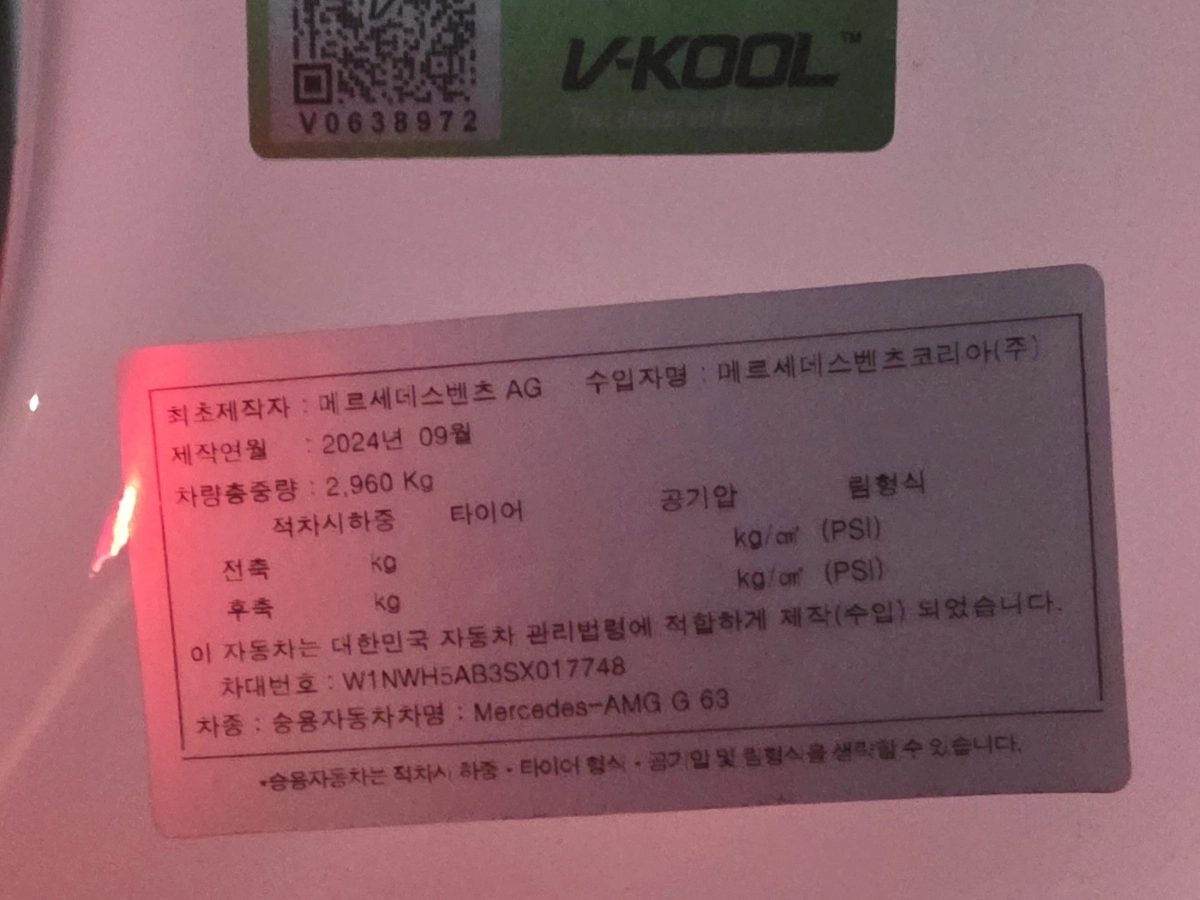 V-KOOL™
V0638972
최초제작자 : 메르세데스벤츠 AG 수입자명 : 메르세데스벤츠코리아(주)
제작연월 : 2024년 09월
차량총중량 : 2,960 Kg
적차시하중 타이어 공기압 림형식
전축 kg kg/㎠ (PSI)
후축 kg kg/㎠ (PSI)
이 자동차는 대한민국 자동차 관리법령에 적합하게 제작(수입) 되었습니다.
차대번호 : W1NWH5AB3SX017748
차종 : 승용자동차차명 : Mercedes-AMG G 63
*승용자동차는 적차시 하중·타이어 형식·공기압 및 림형식을 생략할 수 있습니다.